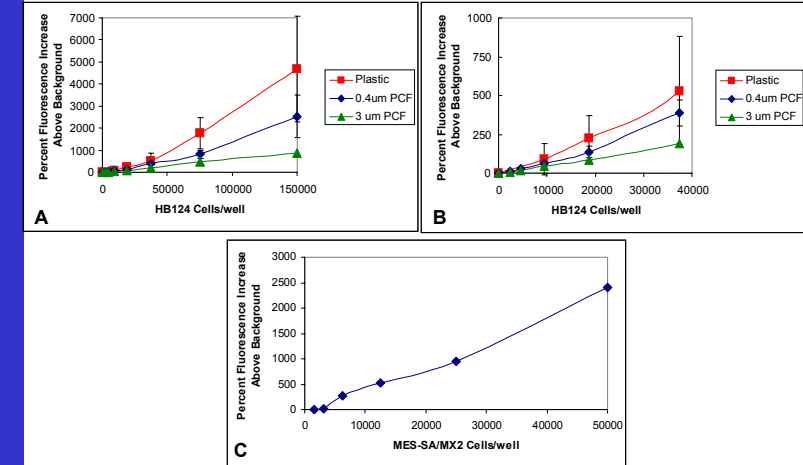 Percent Fluorescence Increase
Above Background
7000
6000
5000
4000
3000
2000
1000
0
0 50000 100000 150000
HB124 Cells/well
Plastic
0.4um PCF
3 um PCF
A
Percent Fluorescence Increase
Above Background
1000
750
500
250
0
0 10000 20000 30000 40000
HB124 Cells/well
Plastic
0.4um PCF
3 um PCF
B
Percent Fluorescence Increase
Above Background
3000
2500
2000
1500
1000
500
0
0 10000 20000 30000 40000 50000
MES-SA/MX2 Cells/well
C